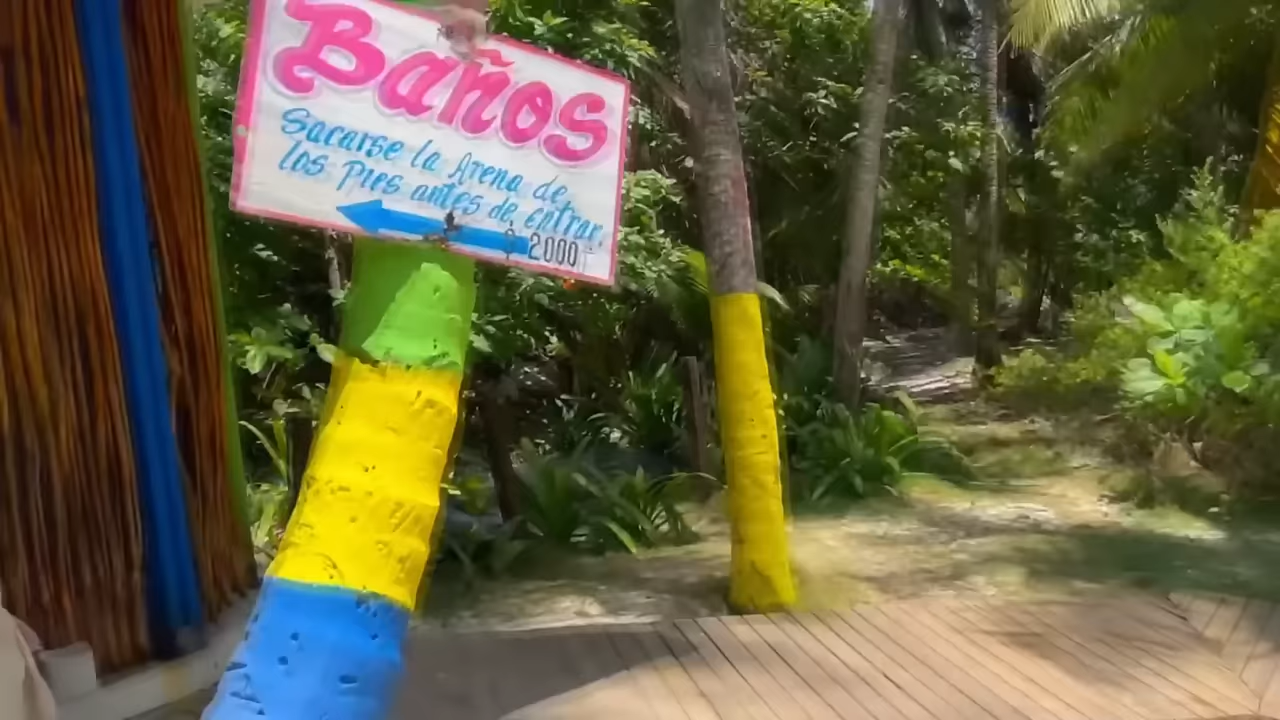 Baños
Sacarse la Arena de
los Pies antes de entrar.
$2000